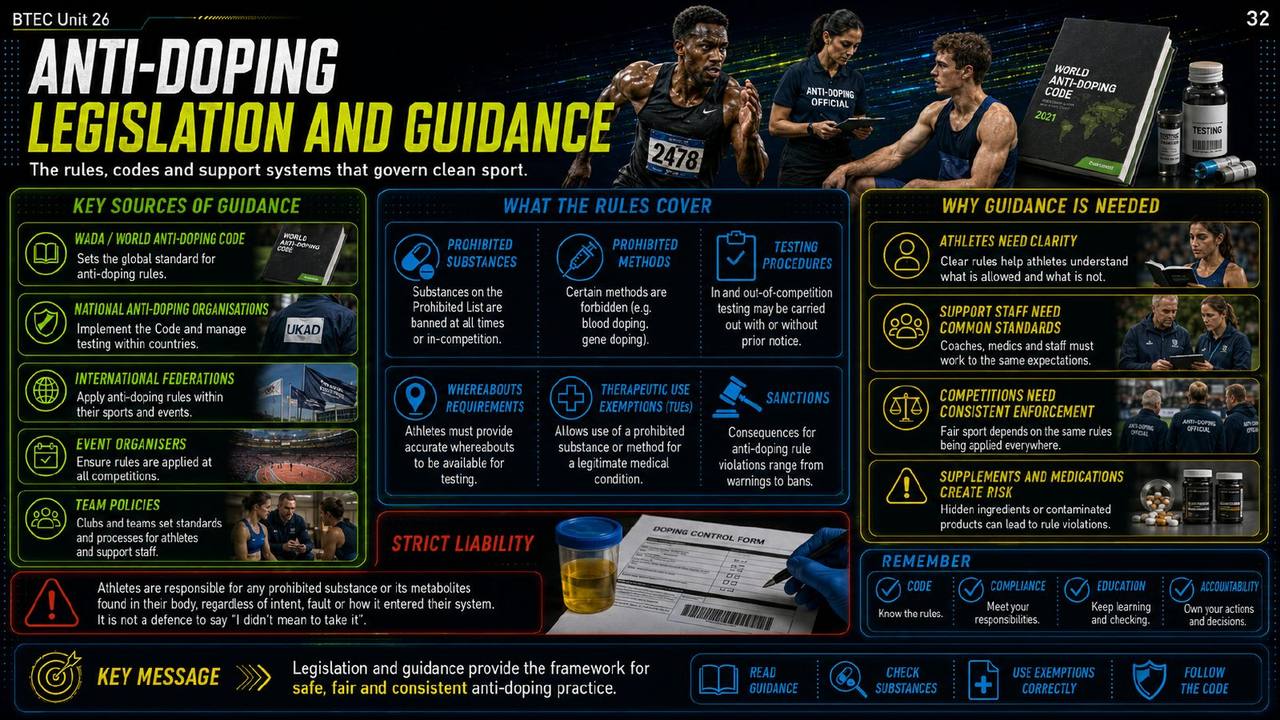 BTEC Unit 26
32
ANTI-DOPING
LEGISLATION AND GUIDANCE
The rules, codes and support systems that govern clean sport.
2478
ANTI-DOPING
OFFICIAL
WORLD
ANTI-DOPING
CODE
2021
TESTING
KEY SOURCES OF GUIDANCE
WADA / WORLD ANTI-DOPING CODE
Sets the global standard for
anti-doping rules.
WORLD
ANTI-DOPING
CODE
NATIONAL ANTI-DOPING ORGANISATIONS
Implement the Code and manage
testing within countries.
UKAD
INTERNATIONAL FEDERATIONS
Apply anti-doping rules within
their sports and events.
EVENT ORGANISERS
Ensure rules are applied at
all competitions.
TEAM POLICIES
Clubs and teams set standards
and processes for athletes
and support staff.
WHAT THE RULES COVER
PROHIBITED
SUBSTANCES
Substances on the
Prohibited List are
banned at all times
or in-competition.
PROHIBITED
METHODS
Certain methods are
forbidden (e.g.
blood doping,
gene doping).
TESTING
PROCEDURES
In and out-of-competition
testing may be carried
out with or without
prior notice.
WHEREABOUTS
REQUIREMENTS
Athletes must provide
accurate whereabouts
to be available for
testing.
THERAPEUTIC USE
EXEMPTIONS (TUEs)
Allows use of a prohibited
substance or method for
a legitimate medical
condition.
SANCTIONS
Consequences for
anti-doping rule
violations range from
warnings to bans.
STRICT LIABILITY
Athletes are responsible for any prohibited substance or its metabolites
found in their body, regardless of intent, fault or how it entered their system.
It is not a defence to say "I didn't mean to take it".
DOPING CONTROL FORM
WHY GUIDANCE IS NEEDED
ATHLETES NEED CLARITY
Clear rules help athletes understand
what is allowed and what is not.
SUPPORT STAFF NEED
COMMON STANDARDS
Coaches, medics and staff must
work to the same expectations.
COMPETITIONS NEED
CONSISTENT ENFORCEMENT
Fair sport depends on the same rules
being applied everywhere.
ANTI-DOPING
OFFICIAL
SUPPLEMENTS AND MEDICATIONS
CREATE RISK
Hidden ingredients or contaminated
products can lead to rule violations.
REMEMBER
CODE
Know the rules.
COMPLIANCE
Meet your
responsibilities.
EDUCATION
Keep learning
and checking.
ACCOUNTABILITY
Own your actions
and decisions.
KEY MESSAGE
Legislation and guidance provide the framework for
safe, fair and consistent anti-doping practice.
READ
GUIDANCE
CHECK
SUBSTANCES
USE EXEMPTIONS
CORRECTLY
FOLLOW
THE CODE